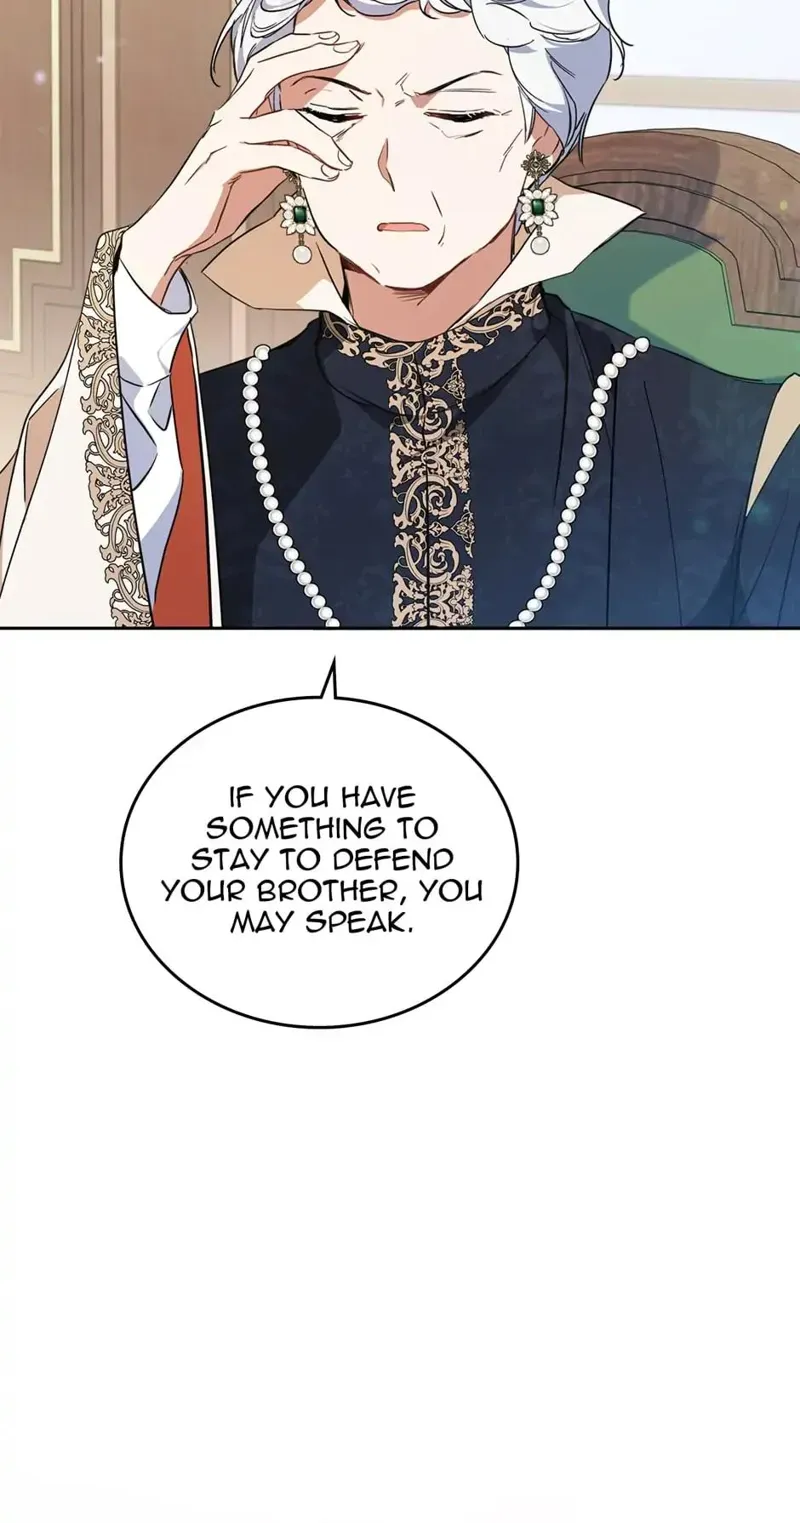 IF YOU HAVE
SOMETHING TO
STAY TO DEFEND
YOUR BROTHER, YOU
MAY SPEAK.